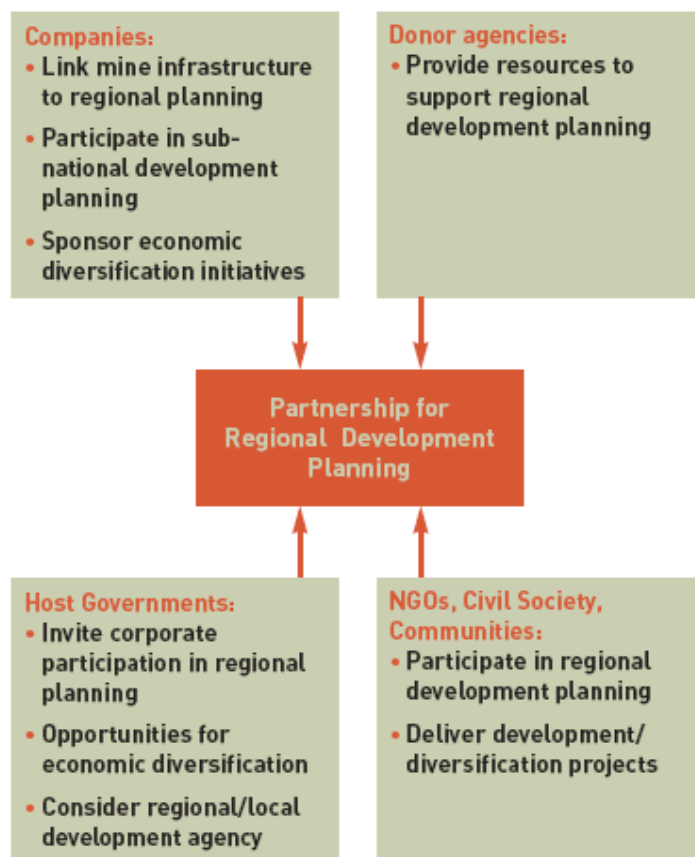 Companies:
• Link mine infrastructure
to regional planning
• Participate in sub-
national development
planning
• Sponsor economic
diversification initiatives
Donor agencies:
• Provide resources to
support regional
development planning
Partnership for
Regional Development
Planning
Host Governments:
• Invite corporate
participation in regional
planning
• Opportunities for
economic diversification
• Consider regional/local
development agency
NGOs, Civil Society,
Communities:
• Participate in regional
development planning
• Deliver development/
diversification projects